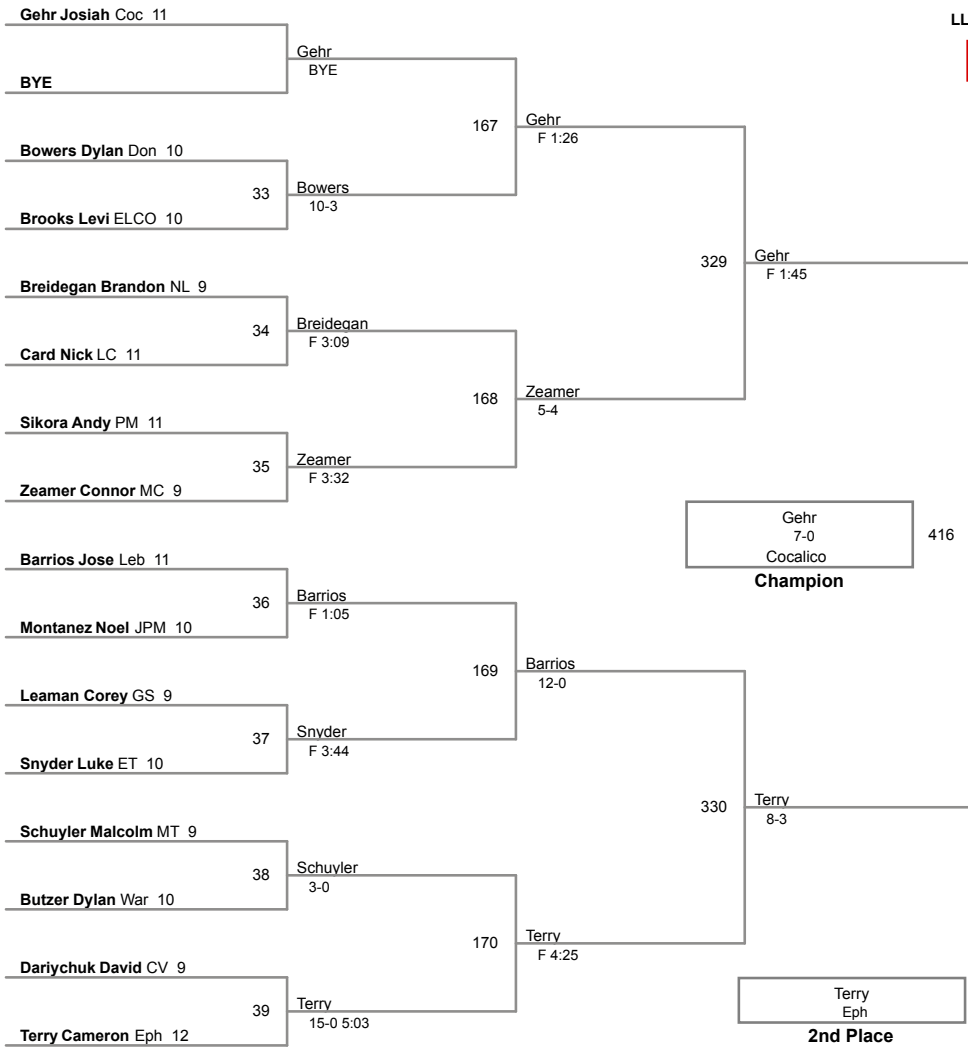 Gehr Josiah Coc 11
LL
Gehr
BYE
BYE
167
Gehr
F 1:26
Bowers Dylan Don 10
33
Bowers
10-3
Brooks Levi ELCO 10
329
Gehr
F 1:45
Breidegan Brandon NL 9
34
Breidegan
F 3:09
Card Nick LC 11
168
Zeamer
5-4
Sikora Andy PM 11
35
Zeamer
F 3:32
Zeamer Connor MC 9
Gehr
7-0
Cocalico
416
Champion
Barrios Jose Leb 11
36
Barrios
F 1:05
Montanez Noel JPM 10
169
Barrios
12-0
Leaman Corey GS 9
37
Snyder
F 3:44
Snyder Luke ET 10
330
Terry
8-3
Schuyler Malcolm MT 9
38
Schuyler
3-0
Butzer Dylan War 10
170
Terry
F 4:25
Dariychuk David CV 9
39
Terry
15-0 5:03
Terry Cameron Eph 12
Terry
Eph
2nd Place